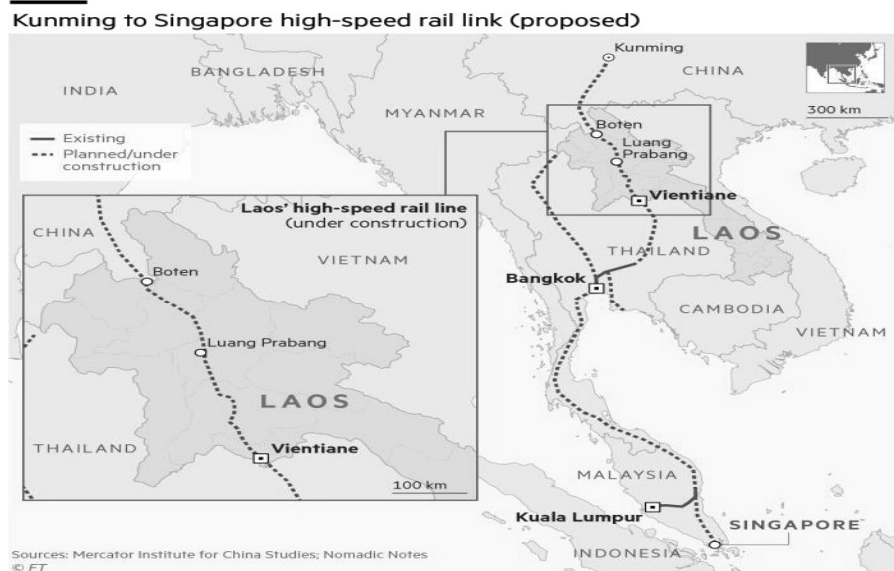 Kunming to Singapore high-speed rail link (proposed)
Kunming
INDIA
BANGLADESH
CHINA
MYANMAR
300 km
Existing
Planned/under
construction
Boten
Luang
Prabang
Vientiane
Laos' high-speed rail line
(under construction)
LAOS
CHINA
VIETNAM
THAILAND
Boten
Bangkok
CAMBODIA
VIETNAM
Luang Prabang
LAOS
THAILAND
Vientiane
MALAYSIA
100 km
Kuala Lumpur
SINGAPORE
INDONESIA
Sources: Mercator Institute for China Studies; Nomadic Notes
© FT